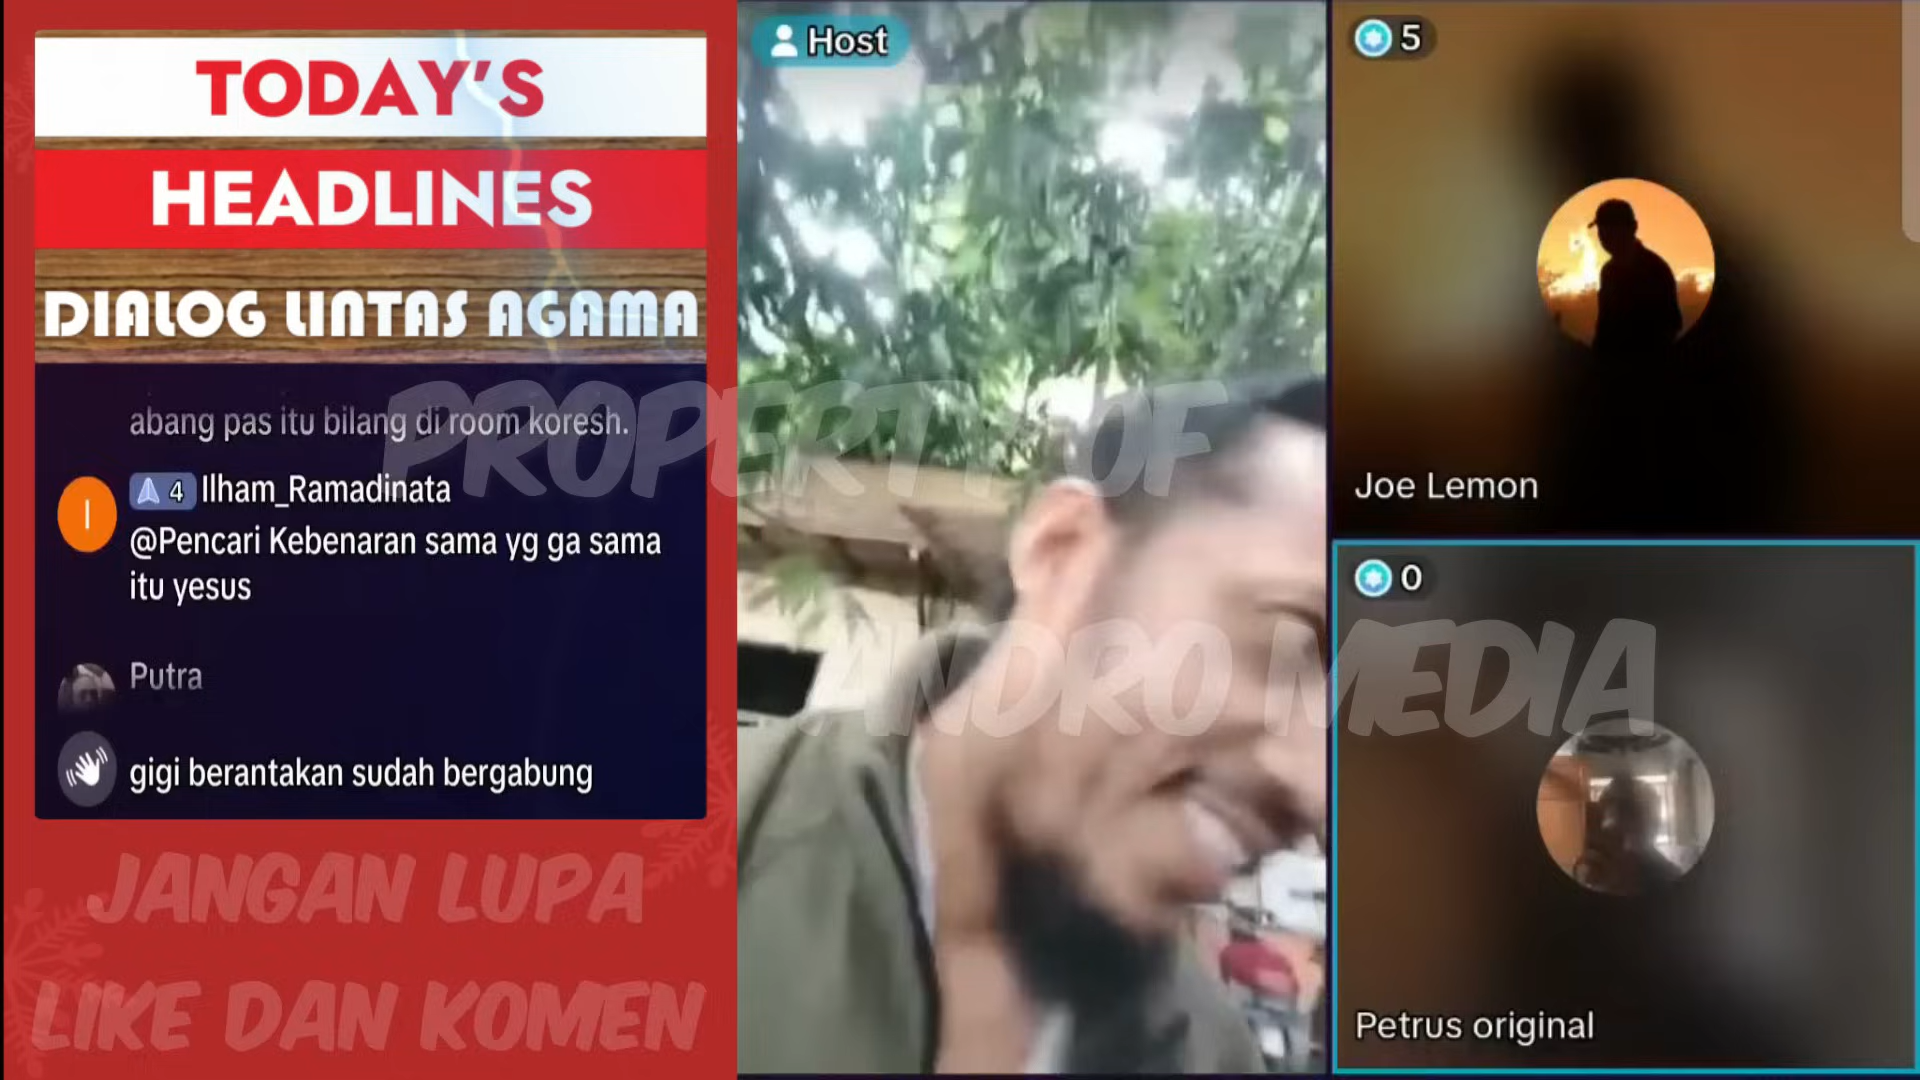 TODAY'S
HEADLINES
DIALOG LINTAS AGAMA
abang pas itu bilang di room koresh.
4 Ilham_Ramadinata
I
@Pencari Kebenaran sama yg ga sama
itu yesus
Putra
gigi berantakan sudah bergabung
JANGAN LUPA
LIKE DAN KOMEN
Host
5
Joe Lemon
0
Petrus original
PROPERTY OF
ANDRO MEDIA